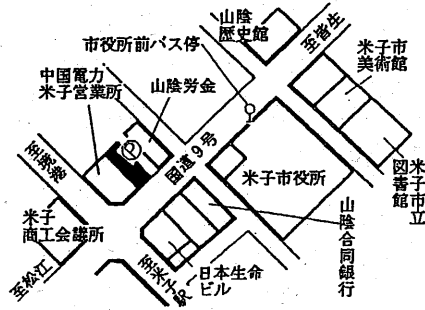 山陰
歴史館
至皆生
市役所前バス停
米子市
美術館
中国電力
米子営業所
山陰労金
P
国道9号
至境港
米子市立
図書館
米子市役所
米子
商工会議所
山陰合同銀行
至松江
至米子駅
日本生命
ビル